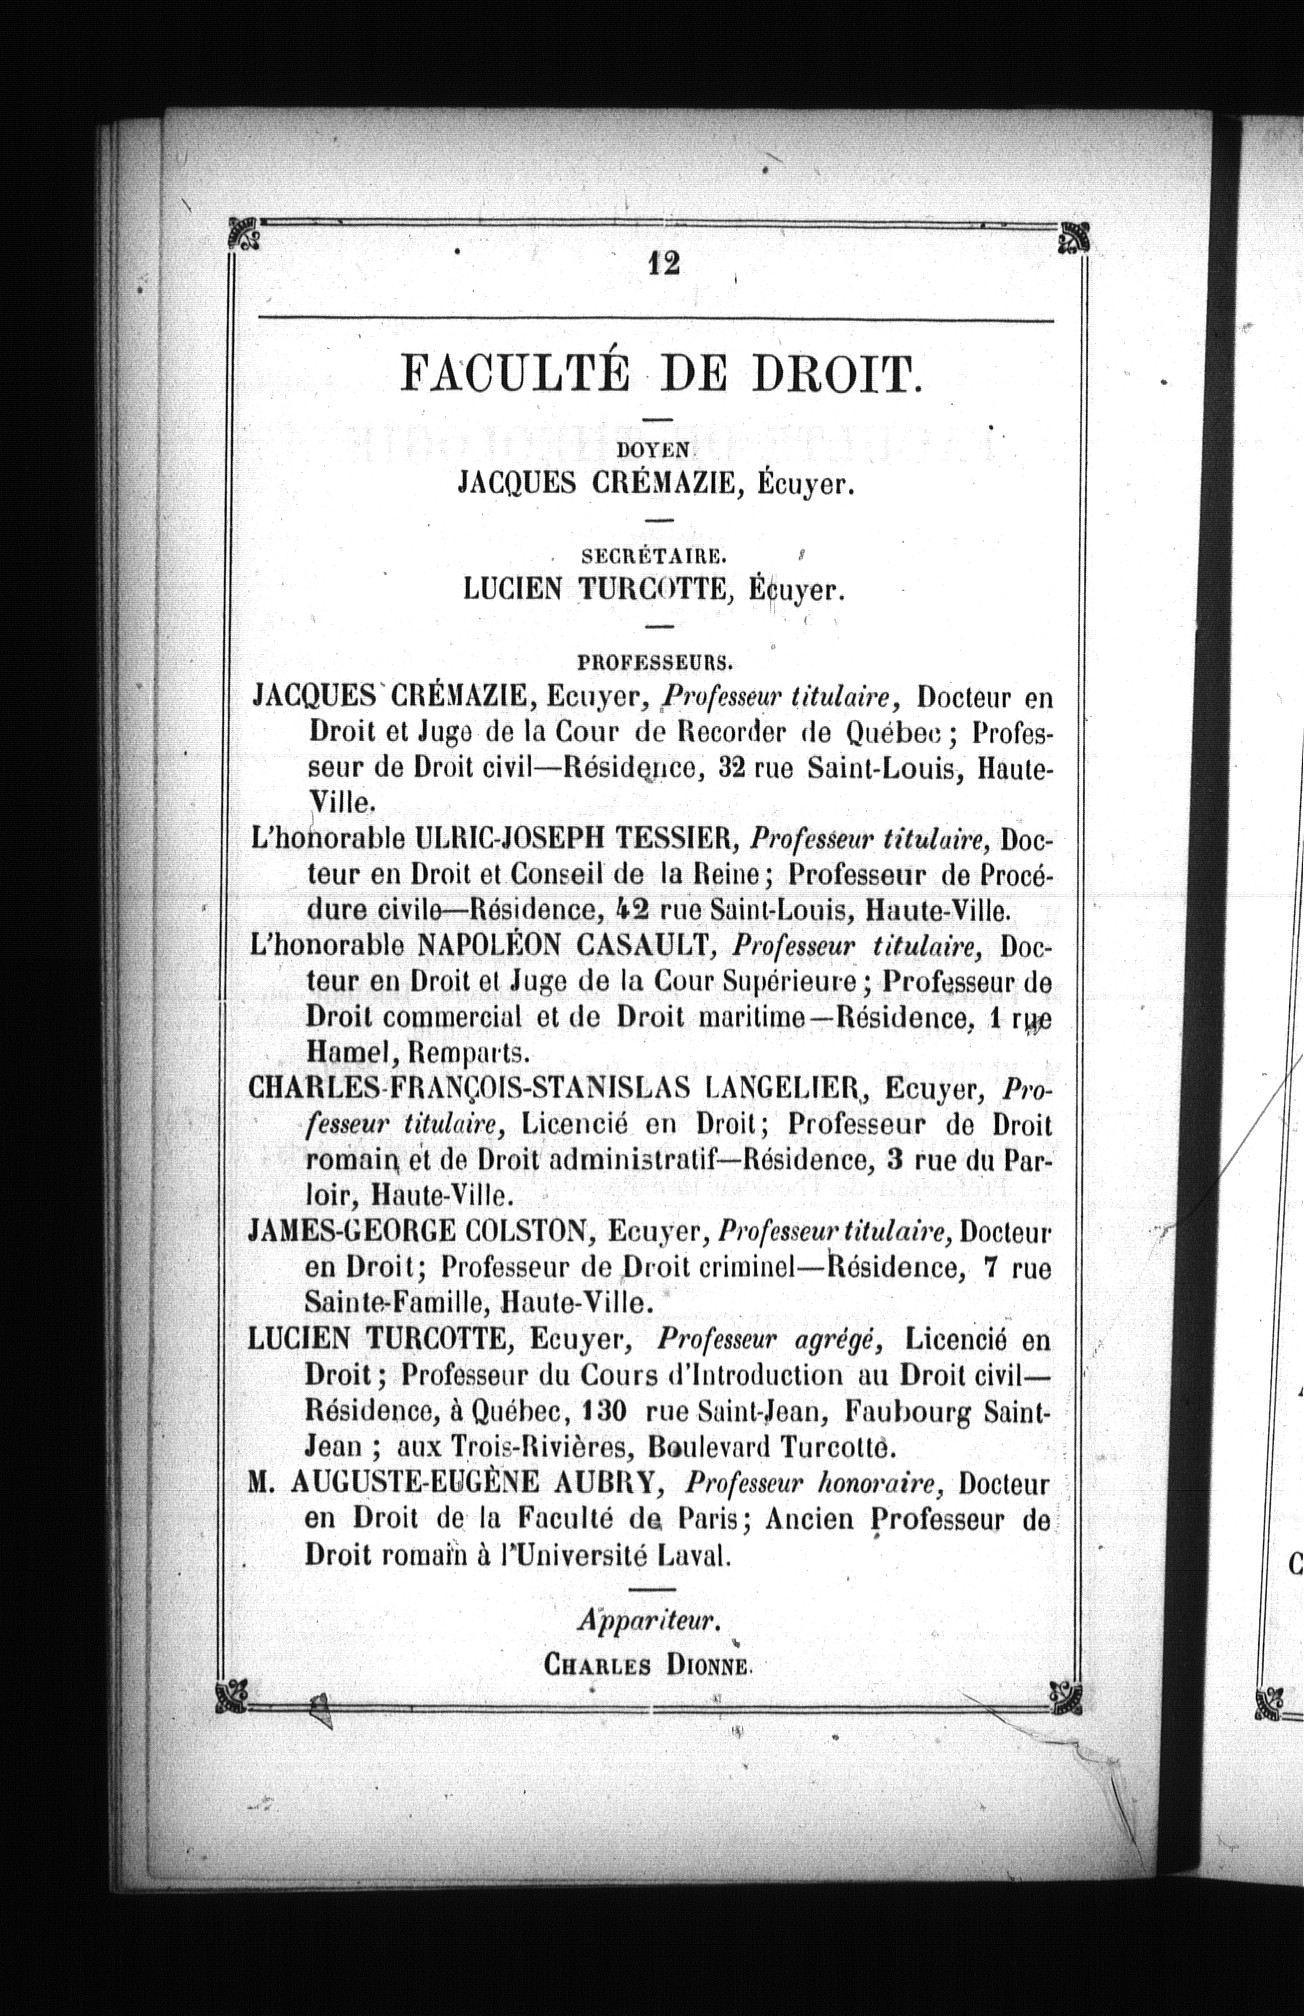 12
FACULTÉ DE DROIT.
DOYEN
JACQUES CRÉMAZIE, Écuyer.
SECRÉTAIRE.
LUCIEN TURCOTTE, Écuyer.
PROFESSEURS.
JACQUES CRÉMAZIE, Ecuyer, Professeur titulaire, Docteur en
Droit et Juge de la Cour de Recorder de Québec ; Profes-
seur de Droit civil—Résidence, 32 rue Saint-Louis, Haute-
Ville.
L'honorable ULRIC-JOSEPH TESSIER, Professeur titulaire, Doc-
teur en Droit et Conseil de la Reine ; Professeur de Procé-
dure civile—Résidence, 42 rue Saint-Louis, Haute-Ville.
L'honorable NAPOLÉON CASAULT, Professeur titulaire, Doc-
teur en Droit et Juge de la Cour Supérieure ; Professeur de
Droit commercial et de Droit maritime—Résidence, 1 rue
Hamel, Remparts.
CHARLES-FRANÇOIS-STANISLAS LANGELIER, Ecuyer, Pro-
fesseur titulaire, Licencié en Droit ; Professeur de Droit
romain et de Droit administratif—Résidence, 3 rue du Par-
loir, Haute-Ville.
JAMES-GEORGE COLSTON, Ecuyer, Professeur titulaire, Docteur
en Droit ; Professeur de Droit criminel—Résidence, 7 rue
Sainte-Famille, Haute-Ville.
LUCIEN TURCOTTE, Ecuyer, Professeur agrégé, Licencié en
Droit ; Professeur du Cours d'Introduction au Droit civil—
Résidence, à Québec, 130 rue Saint-Jean, Faubourg Saint-
Jean ; aux Trois-Rivières, Boulevard Turcotte.
M. AUGUSTE-EUGÈNE AUBRY, Professeur honoraire, Docteur
en Droit de la Faculté de Paris ; Ancien Professeur de
Droit romain à l'Université Laval.
Appariteur.
CHARLES DIONNE.